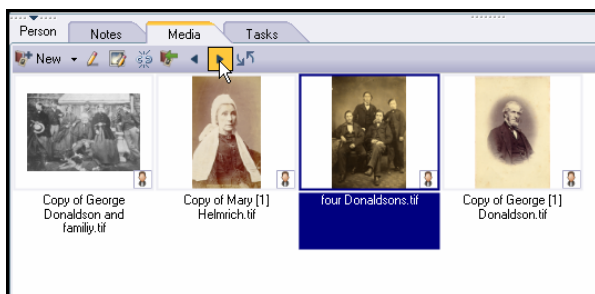 Person Notes Media Tasks
New
Copy of George Donaldson and familiy.tif
Copy of Mary [1] Helmrich.tif
four Donaldsons.tif
Copy of George [1] Donaldson.tif